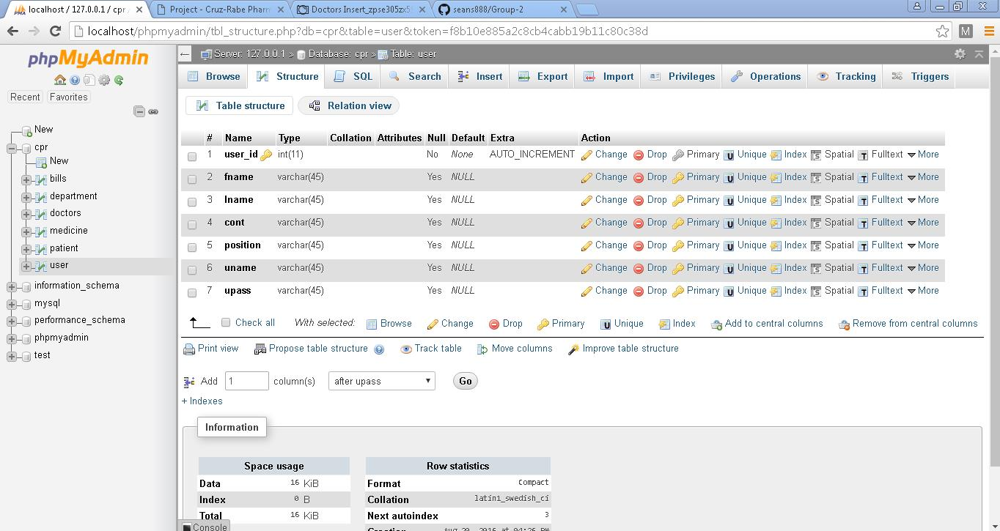 localhost / 127.0.0.1 / cpr
Project - Cruz-Rabe Pharm
Doctors Insert_zpse305zx5
seans888/Group-2
localhost/phpmyadmin/tbl_structure.php?db=cpr&table=user&token=f8b10e885a2c8cb4cabb19b11c80c38d
M
phpMyAdmin
Recent Favorites
New
cpr
New
bills
department
doctors
medicine
patient
user
information_schema
mysql
performance_schema
phpmyadmin
test
Server: 127.0.0.1 » Database: cpr » Table: user
Browse Structure SQL Search Insert Export Import Privileges Operations Tracking Triggers
Table structure Relation view
# Name Type Collation Attributes Null Default Extra Action
1 user_id int(11) No None AUTO_INCREMENT Change Drop Primary Unique Index Spatial Fulltext More
2 fname varchar(45) Yes NULL Change Drop Primary Unique Index Spatial Fulltext More
3 lname varchar(45) Yes NULL Change Drop Primary Unique Index Spatial Fulltext More
4 cont varchar(45) Yes NULL Change Drop Primary Unique Index Spatial Fulltext More
5 position varchar(45) Yes NULL Change Drop Primary Unique Index Spatial Fulltext More
6 uname varchar(45) Yes NULL Change Drop Primary Unique Index Spatial Fulltext More
7 upass varchar(45) Yes NULL Change Drop Primary Unique Index Spatial Fulltext More
Check all With selected: Browse Change Drop Primary Unique Index Add to central columns Remove from central columns
Print view Propose table structure Track table Move columns Improve table structure
Add 1 column(s) after upass Go
+ Indexes
Information
Space usage
Data 16 KiB
Index 0 B
Total 16 KiB
Row statistics
Format Compact
Collation latin1_swedish_ci
Next autoindex 3
Creation Aug 20, 2016 at 04:26 PM
Console